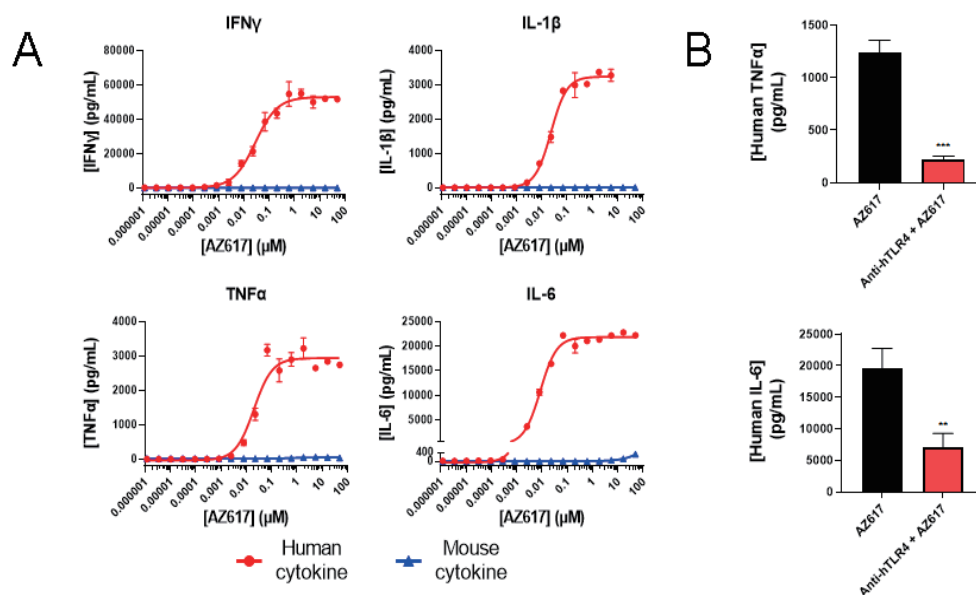 A
IFNγ
[IFNγ] (pg/mL)
80000
60000
40000
20000
0
0.000001
0.00001
0.0001
0.001
0.01
0.1
1
10
100
[AZ617] (μM)
IL-1β
[IL-1β] (pg/mL)
4000
3000
2000
1000
0
0.000001
0.00001
0.0001
0.001
0.01
0.1
1
10
100
[AZ617] (μM)
TNFα
[TNFα] (pg/mL)
4000
3000
2000
1000
0
0.000001
0.00001
0.0001
0.001
0.01
0.1
1
10
100
[AZ617] (μM)
IL-6
[IL-6] (pg/mL)
25000
20000
15000
10000
5000
400
0
0.000001
0.00001
0.0001
0.001
0.01
0.1
1
10
100
[AZ617] (μM)
Human
cytokine
Mouse
cytokine
B
[Human TNFα]
(pg/mL)
1500
1000
500
0
***
AZ617
Anti-hTLR4 + AZ617
[Human IL-6]
(pg/mL)
25000
20000
15000
10000
5000
0
**
AZ617
Anti-hTLR4 + AZ617